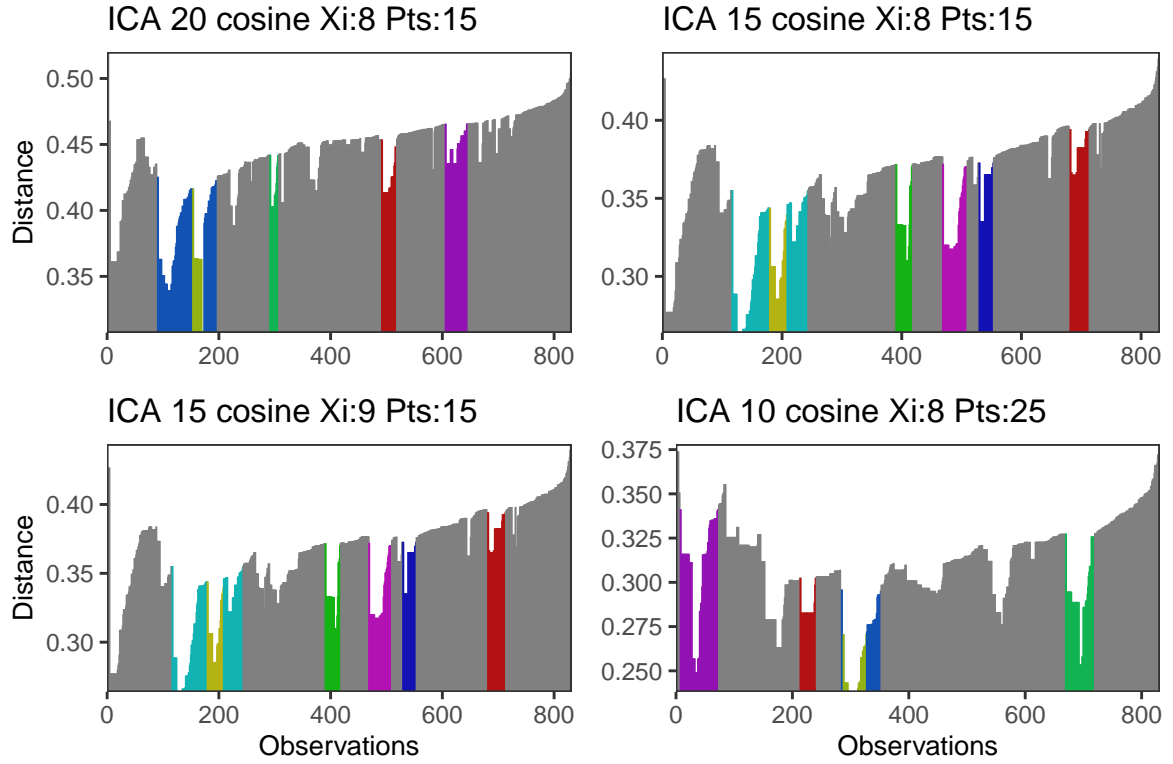 ICA 20 cosine Xi:8 Pts:15
0.50
0.45
0.40
0.35
Distance
0 200 400 600 800
ICA 15 cosine Xi:8 Pts:15
0.40
0.35
0.30
0 200 400 600 800
ICA 15 cosine Xi:9 Pts:15
0.40
0.35
0.30
Distance
0 200 400 600 800
Observations
ICA 10 cosine Xi:8 Pts:25
0.375
0.350
0.325
0.300
0.275
0.250
0 200 400 600 800
Observations